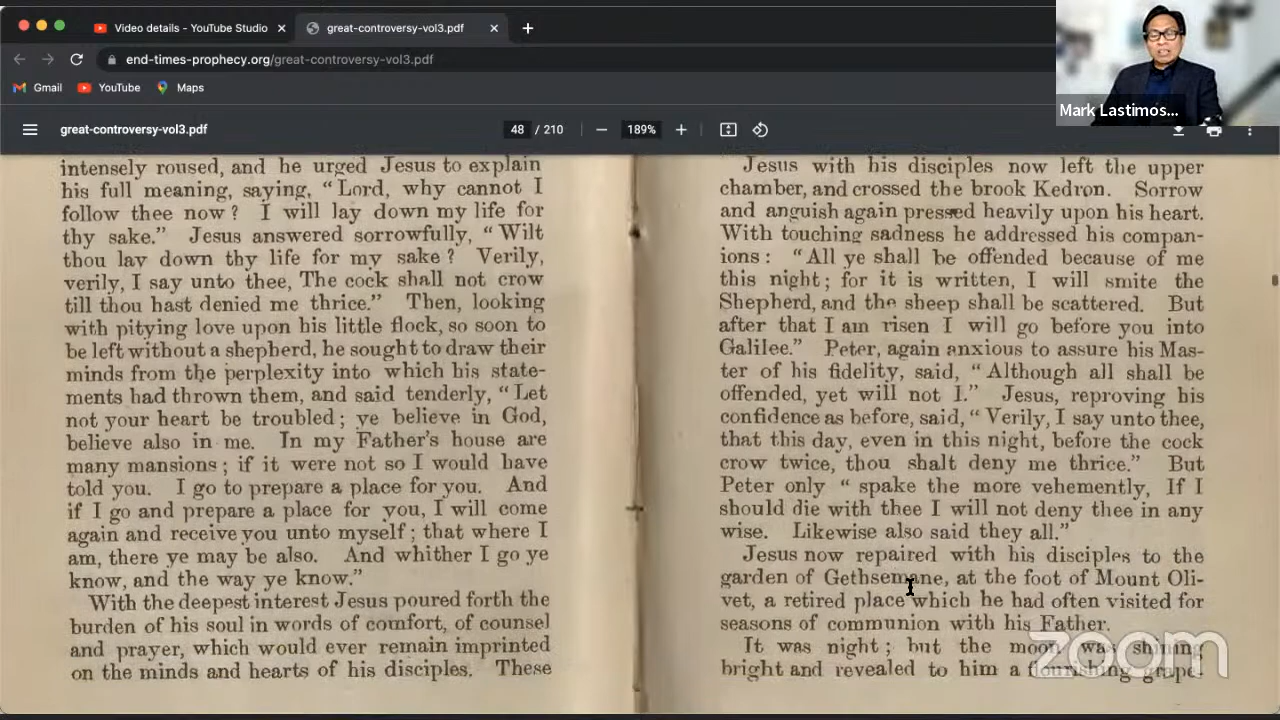 Video details - YouTube Studio
great-controversy-vol3.pdf
end-times-prophecy.org/great-controversy-vol3.pdf
Gmail
YouTube
Maps
Mark Lastimos...
great-controversy-vol3.pdf
48 / 210
189%
intensely roused, and he urged Jesus to explain
his full meaning, saying, “Lord, why cannot I
follow thee now? I will lay down my life for
thy sake.” Jesus answered sorrowfully, “Wilt
thou lay down thy life for my sake? Verily,
verily, I say unto thee, The cock shall not crow
till thou hast denied me thrice.” Then, looking
with pitying love upon his little flock, so soon to
be left without a shepherd, he sought to draw their
minds from the perplexity into which his state-
ments had thrown them, and said tenderly, “Let
not your heart be troubled; ye believe in God,
believe also in me. In my Father's house are
many mansions; if it were not so I would have
told you. I go to prepare a place for you. And
if I go and prepare a place for you, I will come
again and receive you unto myself; that where I
am, there ye may be also. And whither I go ye
know, and the way ye know.”
With the deepest interest Jesus poured forth the
burden of his soul in words of comfort, of counsel
and prayer, which would ever remain imprinted
on the minds and hearts of his disciples. These
Jesus with his disciples now left the upper
chamber, and crossed the brook Kedron. Sorrow
and anguish again pressed heavily upon his heart.
With touching sadness he addressed his compan-
ions: “All ye shall be offended because of me
this night; for it is written, I will smite the
Shepherd, and the sheep shall be scattered. But
after that I am risen I will go before you into
Galilee.” Peter, again anxious to assure his Mas-
ter of his fidelity, said, “Although all shall be
offended, yet will not I.” Jesus, reproving his
confidence as before, said, “Verily, I say unto thee,
that this day, even in this night, before the cock
crow twice, thou shalt deny me thrice.” But
Peter only “spake the more vehemently, If I
should die with thee I will not deny thee in any
wise. Likewise also said they all.”
Jesus now repaired with his disciples to the
garden of Gethsemane, at the foot of Mount Oli-
vet, a retired place which he had often visited for
seasons of communion with his Father.
It was night; but the moon was shining
bright and revealed to him a flourishing grape-
zoom